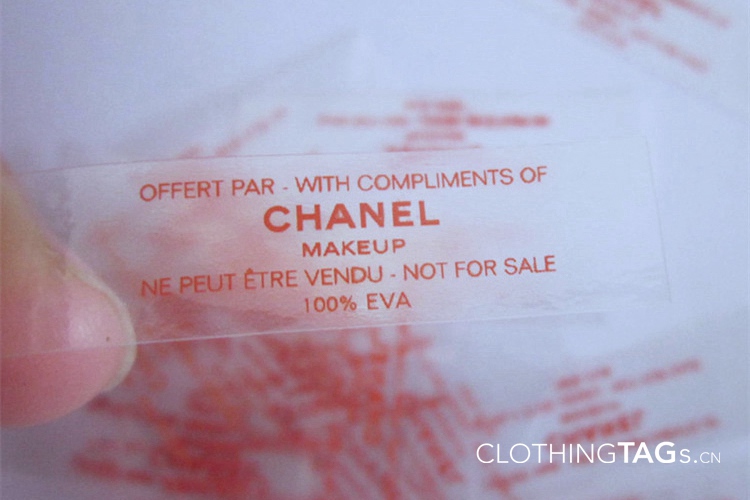 OFFERT PAR - WITH COMPLIMENTS OF
CHANEL
MAKEUP
NE PEUT ÊTRE VENDU - NOT FOR SALE
100% EVA
CLOTHINGTAGs.CN